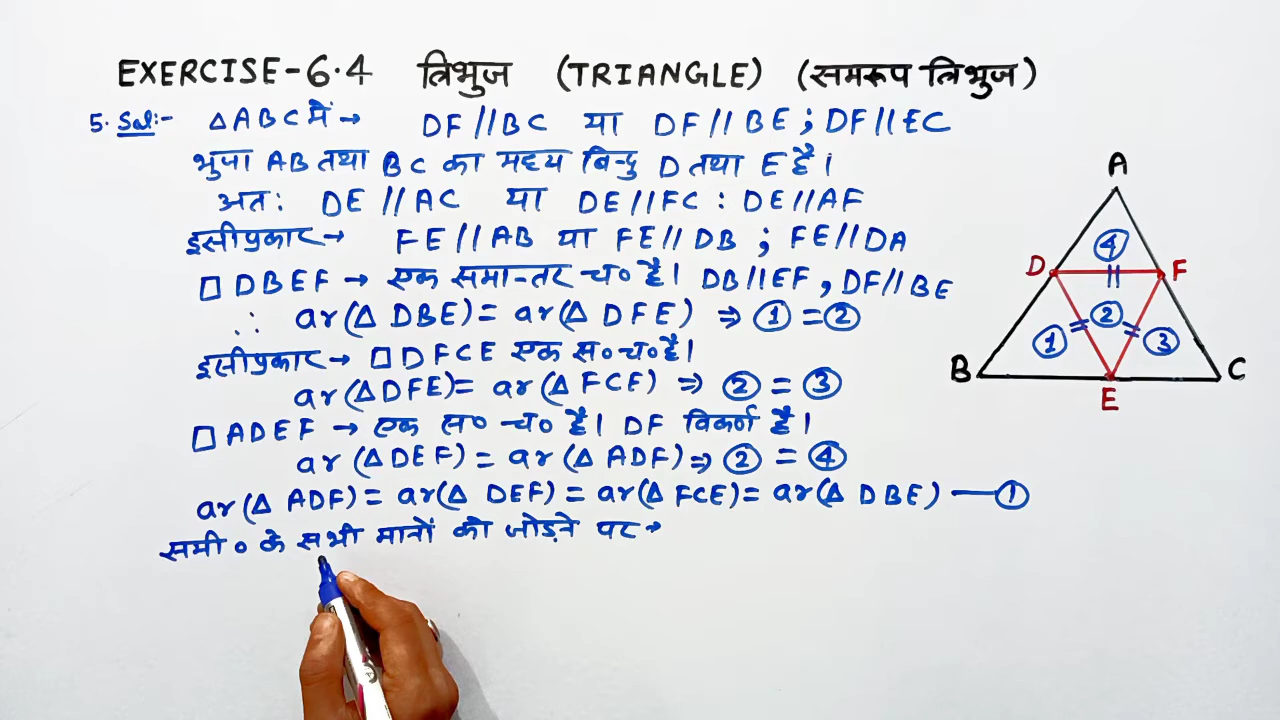 EXERCISE-6.4 त्रिभुज (TRIANGLE) (समरूप त्रिभुज)
5. Sol:- △ABC में → DF//BC या DF//BE ; DF//EC
भुजा AB तथा BC का मध्य बिन्दु D तथा E है।
अतः DE//AC या DE//FC : DE//AF
इसीप्रकार → FE//AB या FE//DB ; FE//DA
□DBEF → एक समान्तर च० है। DB//EF , DF//BE
∴ ar(△ DBE) = ar(△ DFE) ⇒ ① = ②
इसीप्रकार → □DFCE एक स० च० है।
ar(△DFE) = ar(△FCE) ⇒ ② = ③
□ADEF → एक स० च० है। DF विकर्ण है।
ar(△DEF) = ar(△ ADF) ⇒ ② = ④
ar(△ ADF) = ar(△ DEF) = ar(△ FCE) = ar(△ DBE) — ①
समी० के सभी मानों को जोड़ने पर →
A
D
④
F
①
②
③
B
E
C